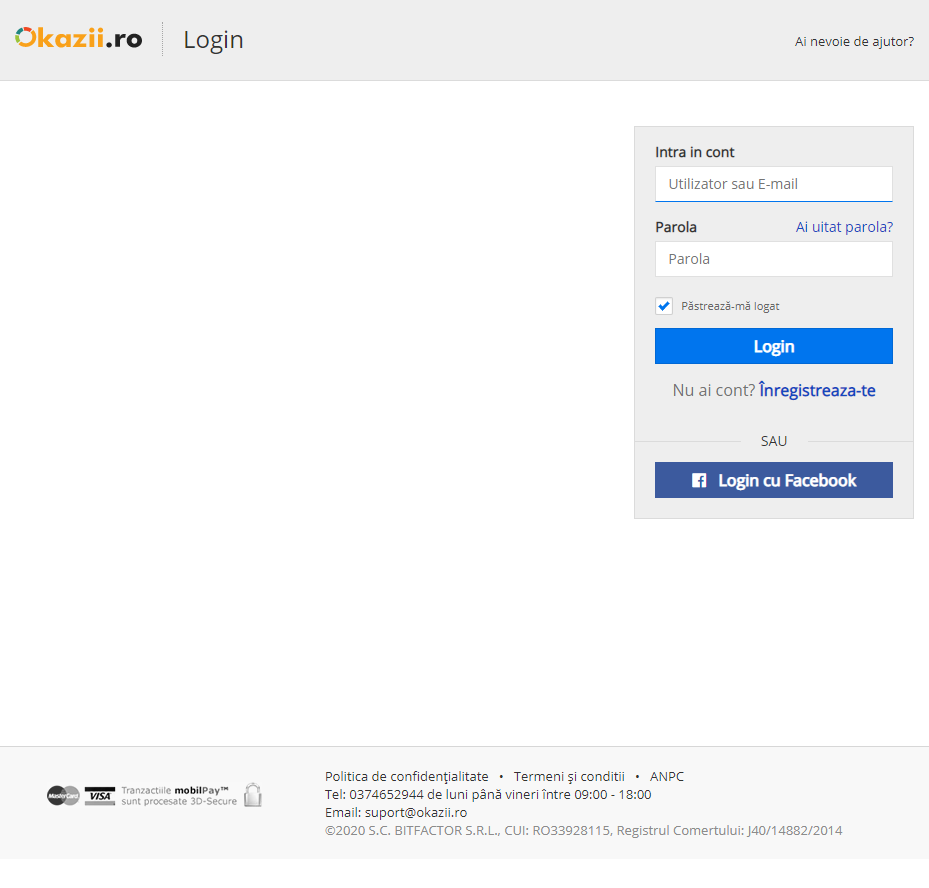 Okazii.ro
Login
Ai nevoie de ajutor?
Intra in cont
Utilizator sau E-mail
Parola
Ai uitat parola?
Parola
Păstrează-mă logat
Login
Nu ai cont? Înregistreaza-te
SAU
Login cu Facebook
MasterCard
VISA
Tranzactiile mobilPay™
sunt procesate 3D-Secure
Politica de confidențialitate • Termeni și conditii • ANPC
Tel: 0374652944 de luni până vineri între 09:00 - 18:00
Email: suport@okazii.ro
©2020 S.C. BITFACTOR S.R.L., CUI: RO33928115, Registrul Comertului: J40/14882/2014